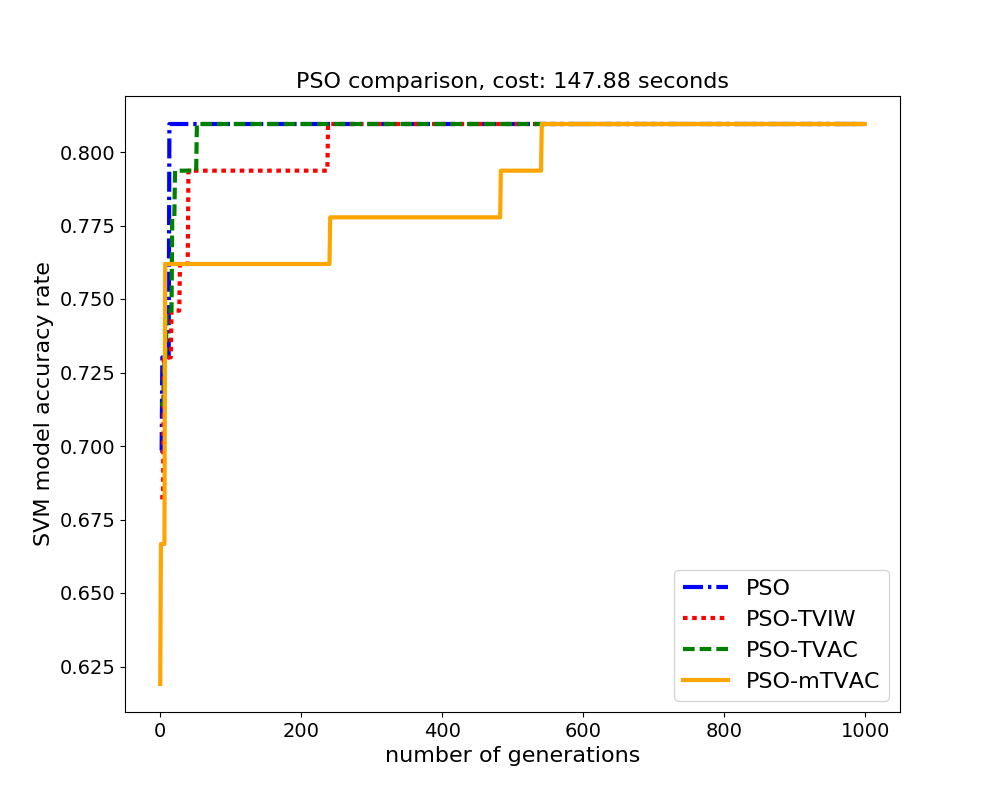 PSO comparison, cost: 147.88 seconds
SVM model accuracy rate
0.800
0.775
0.750
0.725
0.700
0.675
0.650
0.625
0 200 400 600 800 1000
number of generations
PSO
PSO-TVIW
PSO-TVAC
PSO-mTVAC